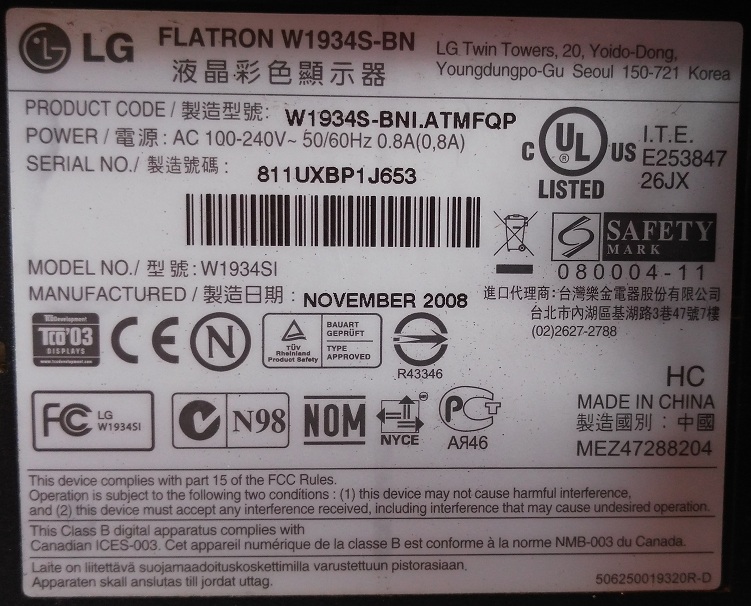 LG
FLATRON W1934S-BN
液晶彩色顯示器
LG Twin Towers, 20, Yoido-Dong,
Youngdungpo-Gu Seoul 150-721 Korea
PRODUCT CODE / 製造型號: W1934S-BNI.ATMFQP
POWER / 電源: AC 100-240V~ 50/60Hz 0.8A(0,8A)
SERIAL NO./ 製造號碼: 811UXBP1J653
C UL ® US
LISTED
I.T.E.
E253847
26JX
SAFETY
MARK
080004-11
MODEL NO./ 型號: W1934SI
MANUFACTURED / 製造日期: NOVEMBER 2008
進口代理商: 台灣樂金電器股份有限公司
台北市內湖區基湖路3巷47號7樓
(02)2627-2788
TCO'03
DISPLAYS
www.tcodevelopment.com
CE
N
TÜV
Rheinland
Product Safety
BAUART
GEPRÜFT
TYPE
APPROVED
R43346
HC
MADE IN CHINA
製造國別: 中國
MEZ47288204
FC
LG
W1934SI
N98
NOM
NYCE
PCT
АЯ46
This device complies with part 15 of the FCC Rules.
Operation is subject to the following two conditions : (1) this device may not cause harmful interference,
and (2) this device must accept any interference received, including interference that may cause undesired operation.
This Class B digital apparatus complies with
Canadian ICES-003. Cet appareil numérique de la classe B est conforme à la norme NMB-003 du Canada.
Laite on liitettävä suojamaadoituskoskettimilla varustettuun pistorasiaan.
Apparaten skall anslutas till jordat uttag.
506250019320R-D